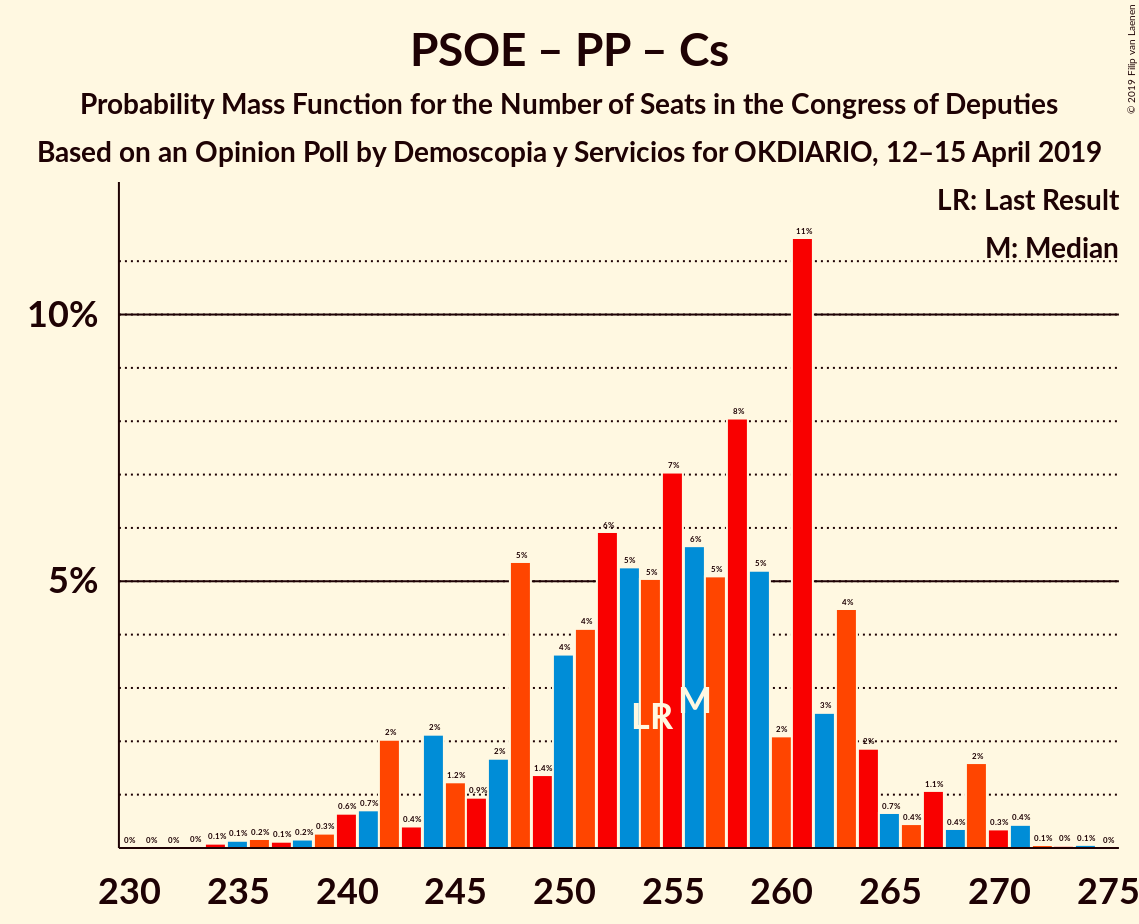 PSOE – PP – Cs
Probability Mass Function for the Number of Seats in the Congress of Deputies
Based on an Opinion Poll by Demoscopia y Servicios for OKDIARIO, 12–15 April 2019
© 2019 Filip van Laenen
LR: Last Result
M: Median
10%
5%
0% 0% 0% 0% 0.1% 0.1% 0.2% 0.1% 0.2% 0.3% 0.6% 0.7% 2% 0.4% 2% 1.2% 0.9% 2% 5% 1.4% 4% 4% 6% 5% 5% 7% 6% 5% 8% 5% 2% 11% 3% 4% 2% 0.7% 0.4% 1.1% 0.4% 2% 0.3% 0.4% 0.1% 0% 0.1% 0%
LR M
230 235 240 245 250 255 260 265 270 275